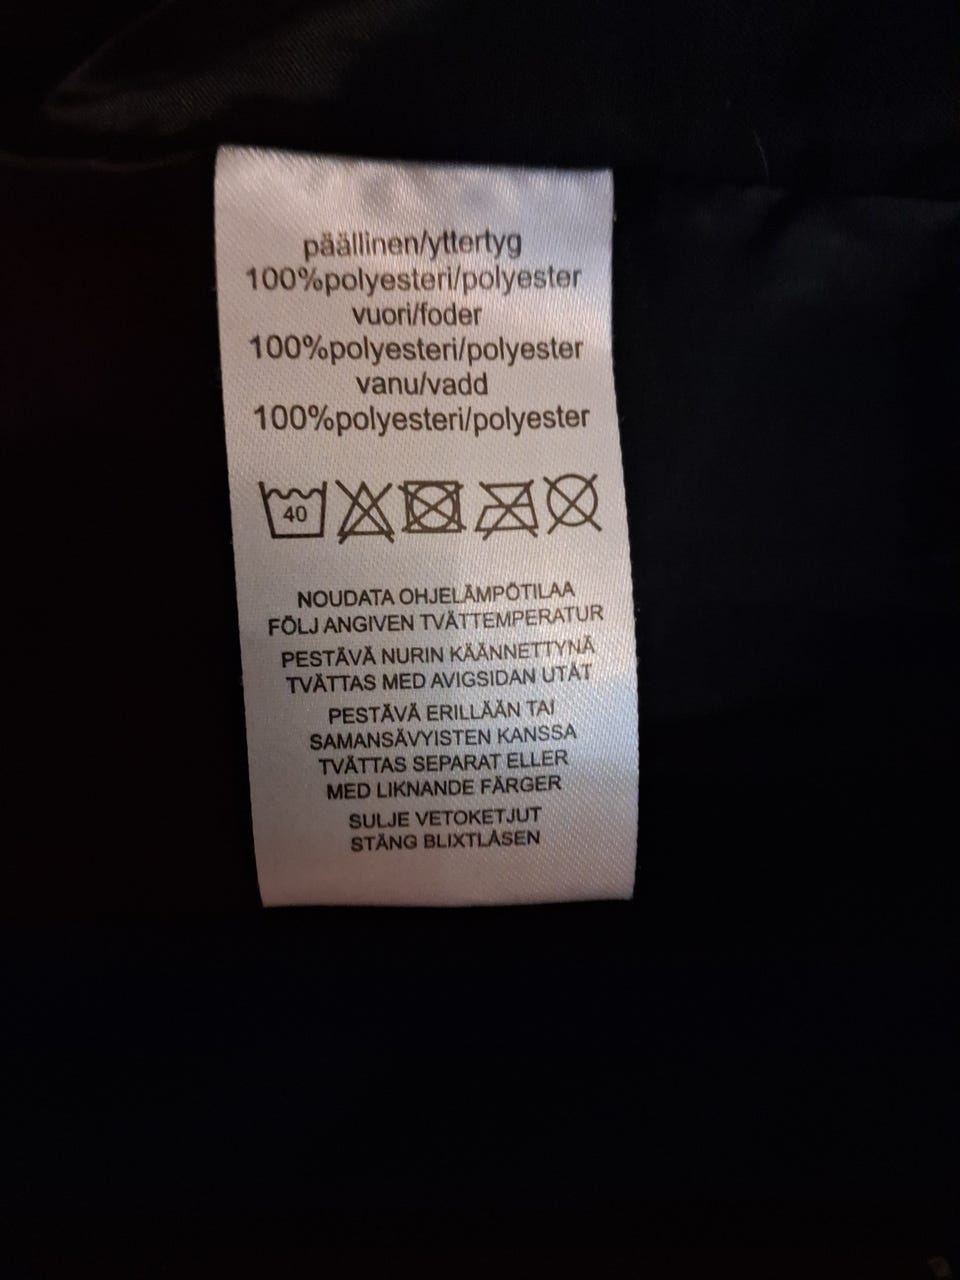 päällinen/yttertyg
100%polyesteri/polyester
vuori/foder
100%polyesteri/polyester
vanu/vadd
100%polyesteri/polyester
40
NOUDATA OHJELÄMPÖTILAA
FÖLJ ANGIVEN TVÄTTEMPERATUR
PESTÄVÄ NURIN KÄÄNNETTYNÄ
TVÄTTAS MED AVIGSIDAN UTÅT
PESTÄVÄ ERILLÄÄN TAI
SAMANSÄVYISTEN KANSSA
TVÄTTAS SEPARAT ELLER
MED LIKNANDE FÄRGER
SULJE VETOKETJUT
STÄNG BLIXTLÅSEN